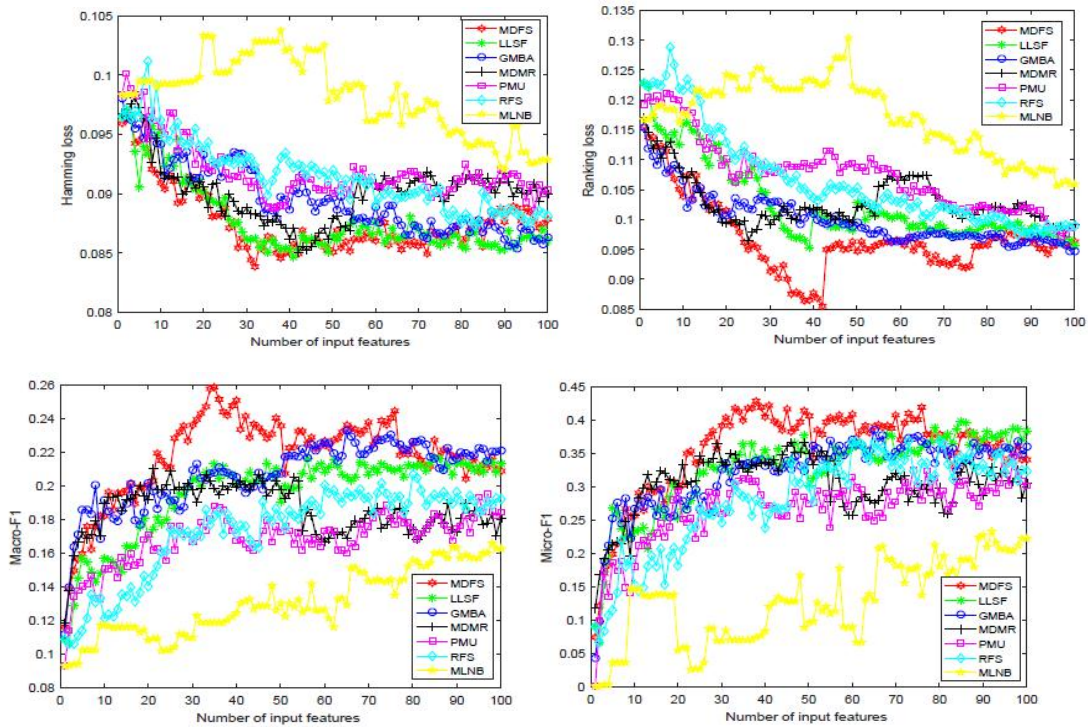 0.105
0.1
0.095
0.09
0.085
0.08
Hamming loss
0 10 20 30 40 50 60 70 80 90 100
Number of input features
MDFS
LLSF
GMBA
MDMR
PMU
RFS
MLNB
0.135
0.13
0.125
0.12
0.115
0.11
0.105
0.1
0.095
0.09
0.085
Ranking loss
0 10 20 30 40 50 60 70 80 90 100
Number of input features
MDFS
LLSF
GMBA
MDMR
PMU
RFS
MLNB
0.26
0.24
0.22
0.2
0.18
0.16
0.14
0.12
0.1
0.08
Macro-F1
0 10 20 30 40 50 60 70 80 90 100
Number of input features
MDFS
LLSF
GMBA
MDMR
PMU
RFS
MLNB
0.45
0.4
0.35
0.3
0.25
0.2
0.15
0.1
0.05
0
Micro-F1
0 10 20 30 40 50 60 70 80 90 100
Number of input features
MDFS
LLSF
GMBA
MDMR
PMU
RFS
MLNB